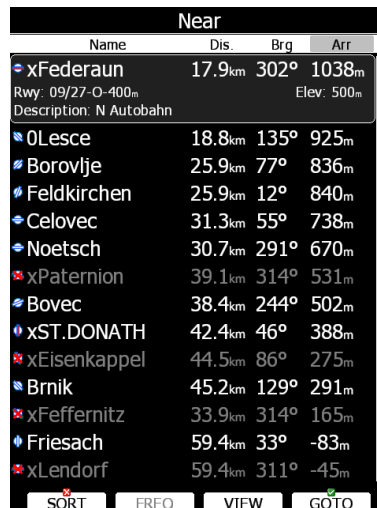 Near
Name Dis. Brg Arr
xFederaun 17.9km 302° 1038m
Rwy: 09/27-O-400m Elev: 500m
Description: N Autobahn
0Lesce 18.8km 135° 925m
Borovlje 25.9km 77° 836m
Feldkirchen 25.9km 12° 840m
Celovec 31.3km 55° 738m
Noetsch 30.7km 291° 670m
xPaternion 39.1km 314° 531m
Bovec 38.4km 244° 502m
xST.DONATH 42.4km 46° 388m
xEisenkappel 44.5km 86° 275m
Brnik 45.2km 129° 291m
xFeffernitz 33.9km 314° 165m
Friesach 59.4km 33° -83m
xLendorf 59.4km 311° -45m
SORT FREQ VIEW GOTO